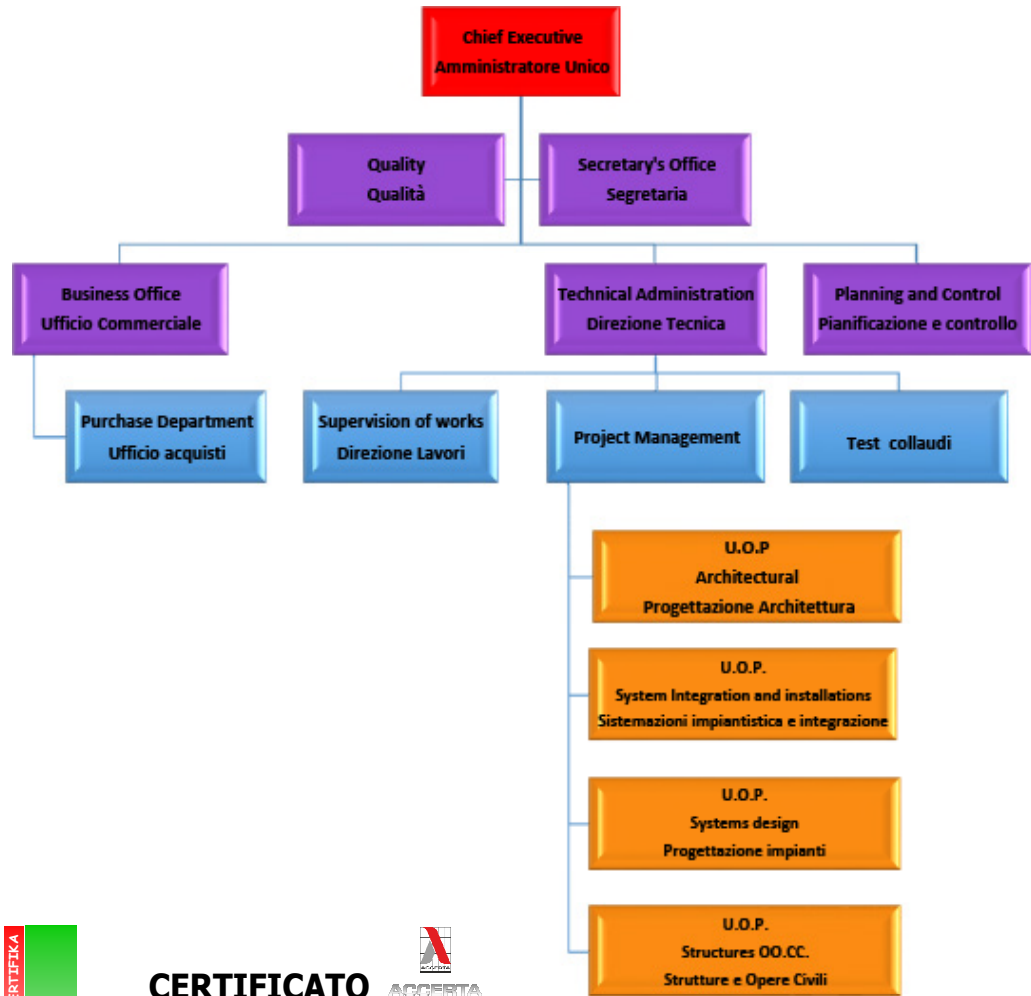 Chief Executive
Amministratore Unico
Quality
Qualità
Secretary's Office
Segretaria
Business Office
Ufficio Commerciale
Technical Administration
Direzione Tecnica
Planning and Control
Pianificazione e controllo
Purchase Department
Ufficio acquisti
Supervision of works
Direzione Lavori
Project Management
Test collaudi
U.O.P
Architectural
Progettazione Architettura
U.O.P.
System Integration and installations
Sistemazioni impiantistica e integrazione
U.O.P.
Systems design
Progettazione impianti
U.O.P.
Structures OO.CC.
Strutture e Opere Civili
CERTIFICATO
ACCERTA
ACCERTA